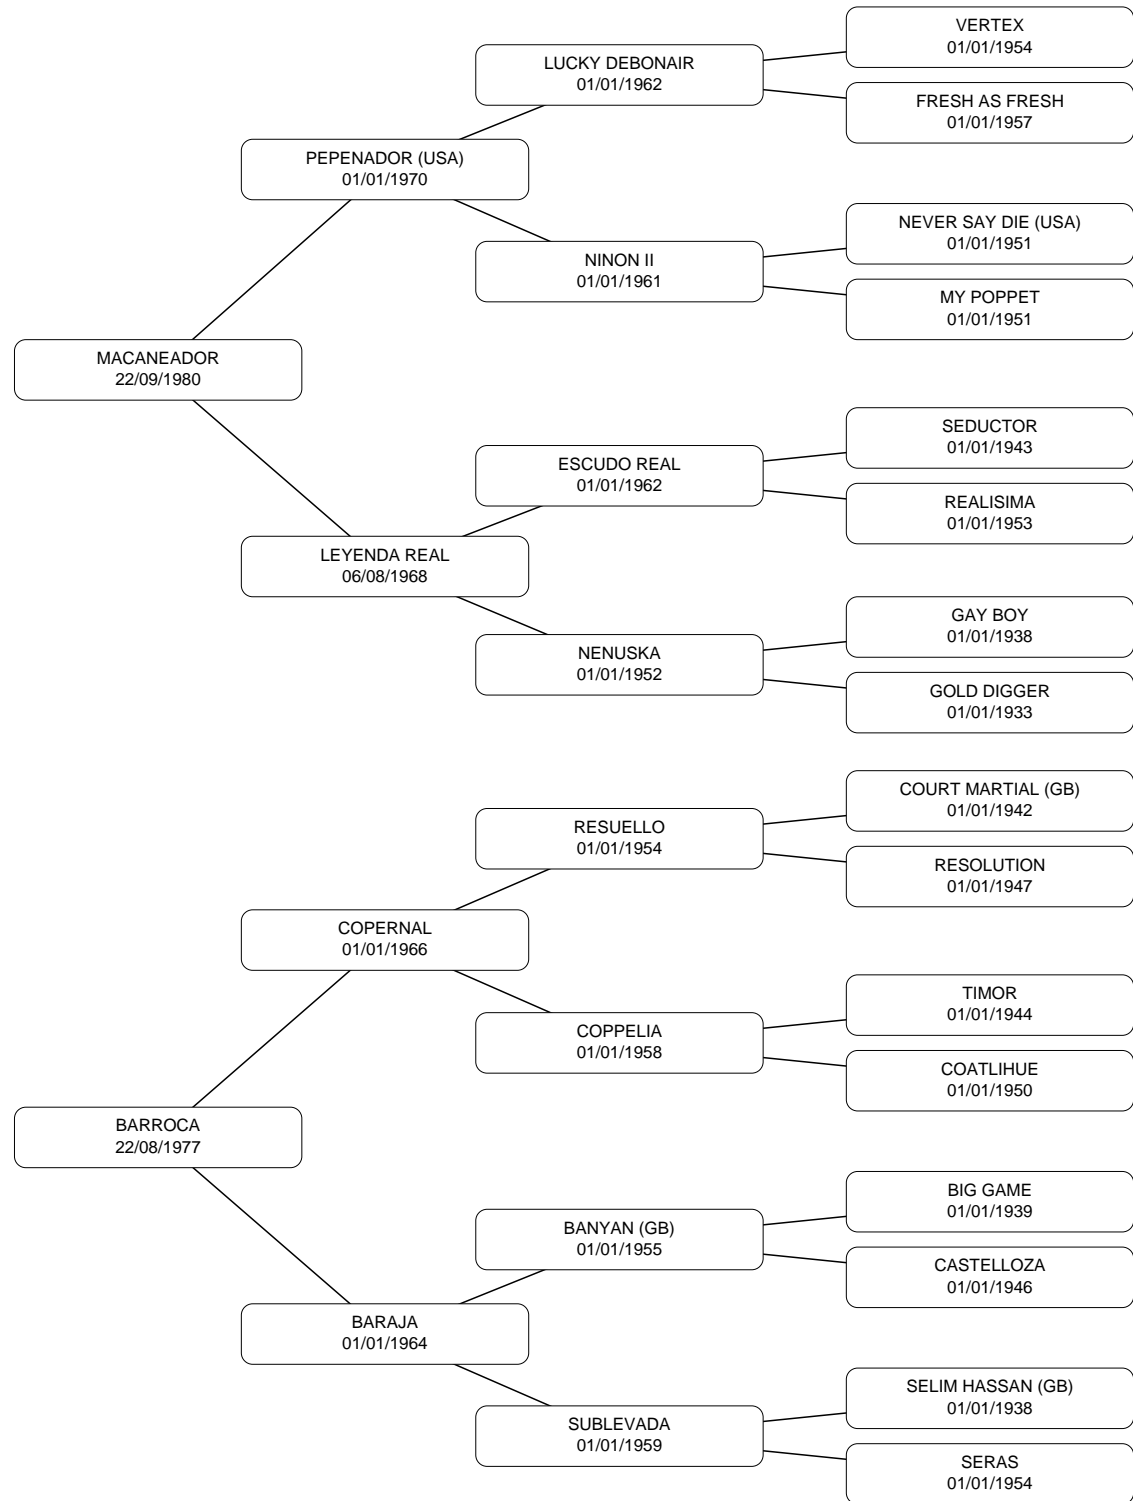 VERTEX
01/01/1954
LUCKY DEBONAIR
01/01/1962
FRESH AS FRESH
01/01/1957
PEPENADOR (USA)
01/01/1970
NEVER SAY DIE (USA)
01/01/1951
NINON II
01/01/1961
MY POPPET
01/01/1951
MACANEADOR
22/09/1980
SEDUCTOR
01/01/1943
ESCUDO REAL
01/01/1962
REALISIMA
01/01/1953
LEYENDA REAL
06/08/1968
GAY BOY
01/01/1938
NENUSKA
01/01/1952
GOLD DIGGER
01/01/1933
COURT MARTIAL (GB)
01/01/1942
RESUELLO
01/01/1954
RESOLUTION
01/01/1947
COPERNAL
01/01/1966
TIMOR
01/01/1944
COPPELIA
01/01/1958
COATLIHUE
01/01/1950
BARROCA
22/08/1977
BIG GAME
01/01/1939
BANYAN (GB)
01/01/1955
CASTELLOZA
01/01/1946
BARAJA
01/01/1964
SELIM HASSAN (GB)
01/01/1938
SUBLEVADA
01/01/1959
SERAS
01/01/1954